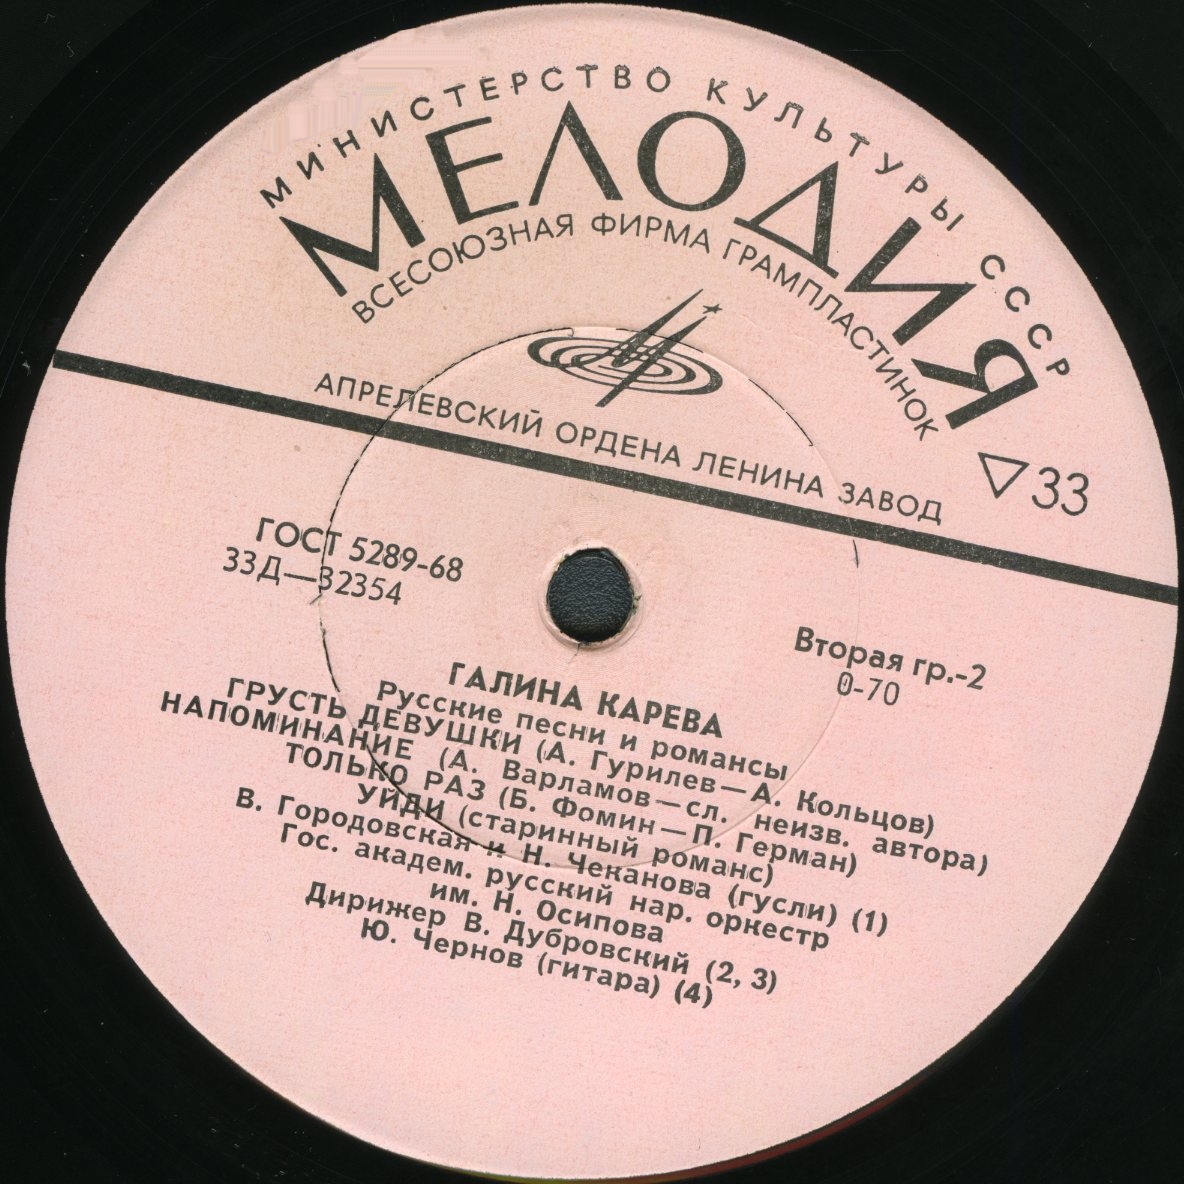 МИНИСТЕРСТВО КУЛЬТУРЫ СССР
МЕЛОДИЯ
ВСЕСОЮЗНАЯ ФИРМА ГРАМПЛАСТИНОК
АПРЕЛЕВСКИЙ ОРДЕНА ЛЕНИНА ЗАВОД
33
ГОСТ 5289-68
33Д—32354
Вторая гр.-2
0-70
ГАЛИНА КАРЕВА
Русские песни и романсы
ГРУСТЬ ДЕВУШКИ (А. Гурилев—А. Кольцов)
НАПОМИНАНИЕ (А. Варламов—сл. неизв. автора)
ТОЛЬКО РАЗ (Б. Фомин—П. Герман)
УЙДИ (старинный романс)
В. Городовская и Н. Чеканова (гусли) (1)
Гос. академ. русский нар. оркестр
им. Н. Осипова
Дирижер В. Дубровский (2, 3)
Ю. Чернов (гитара) (4)